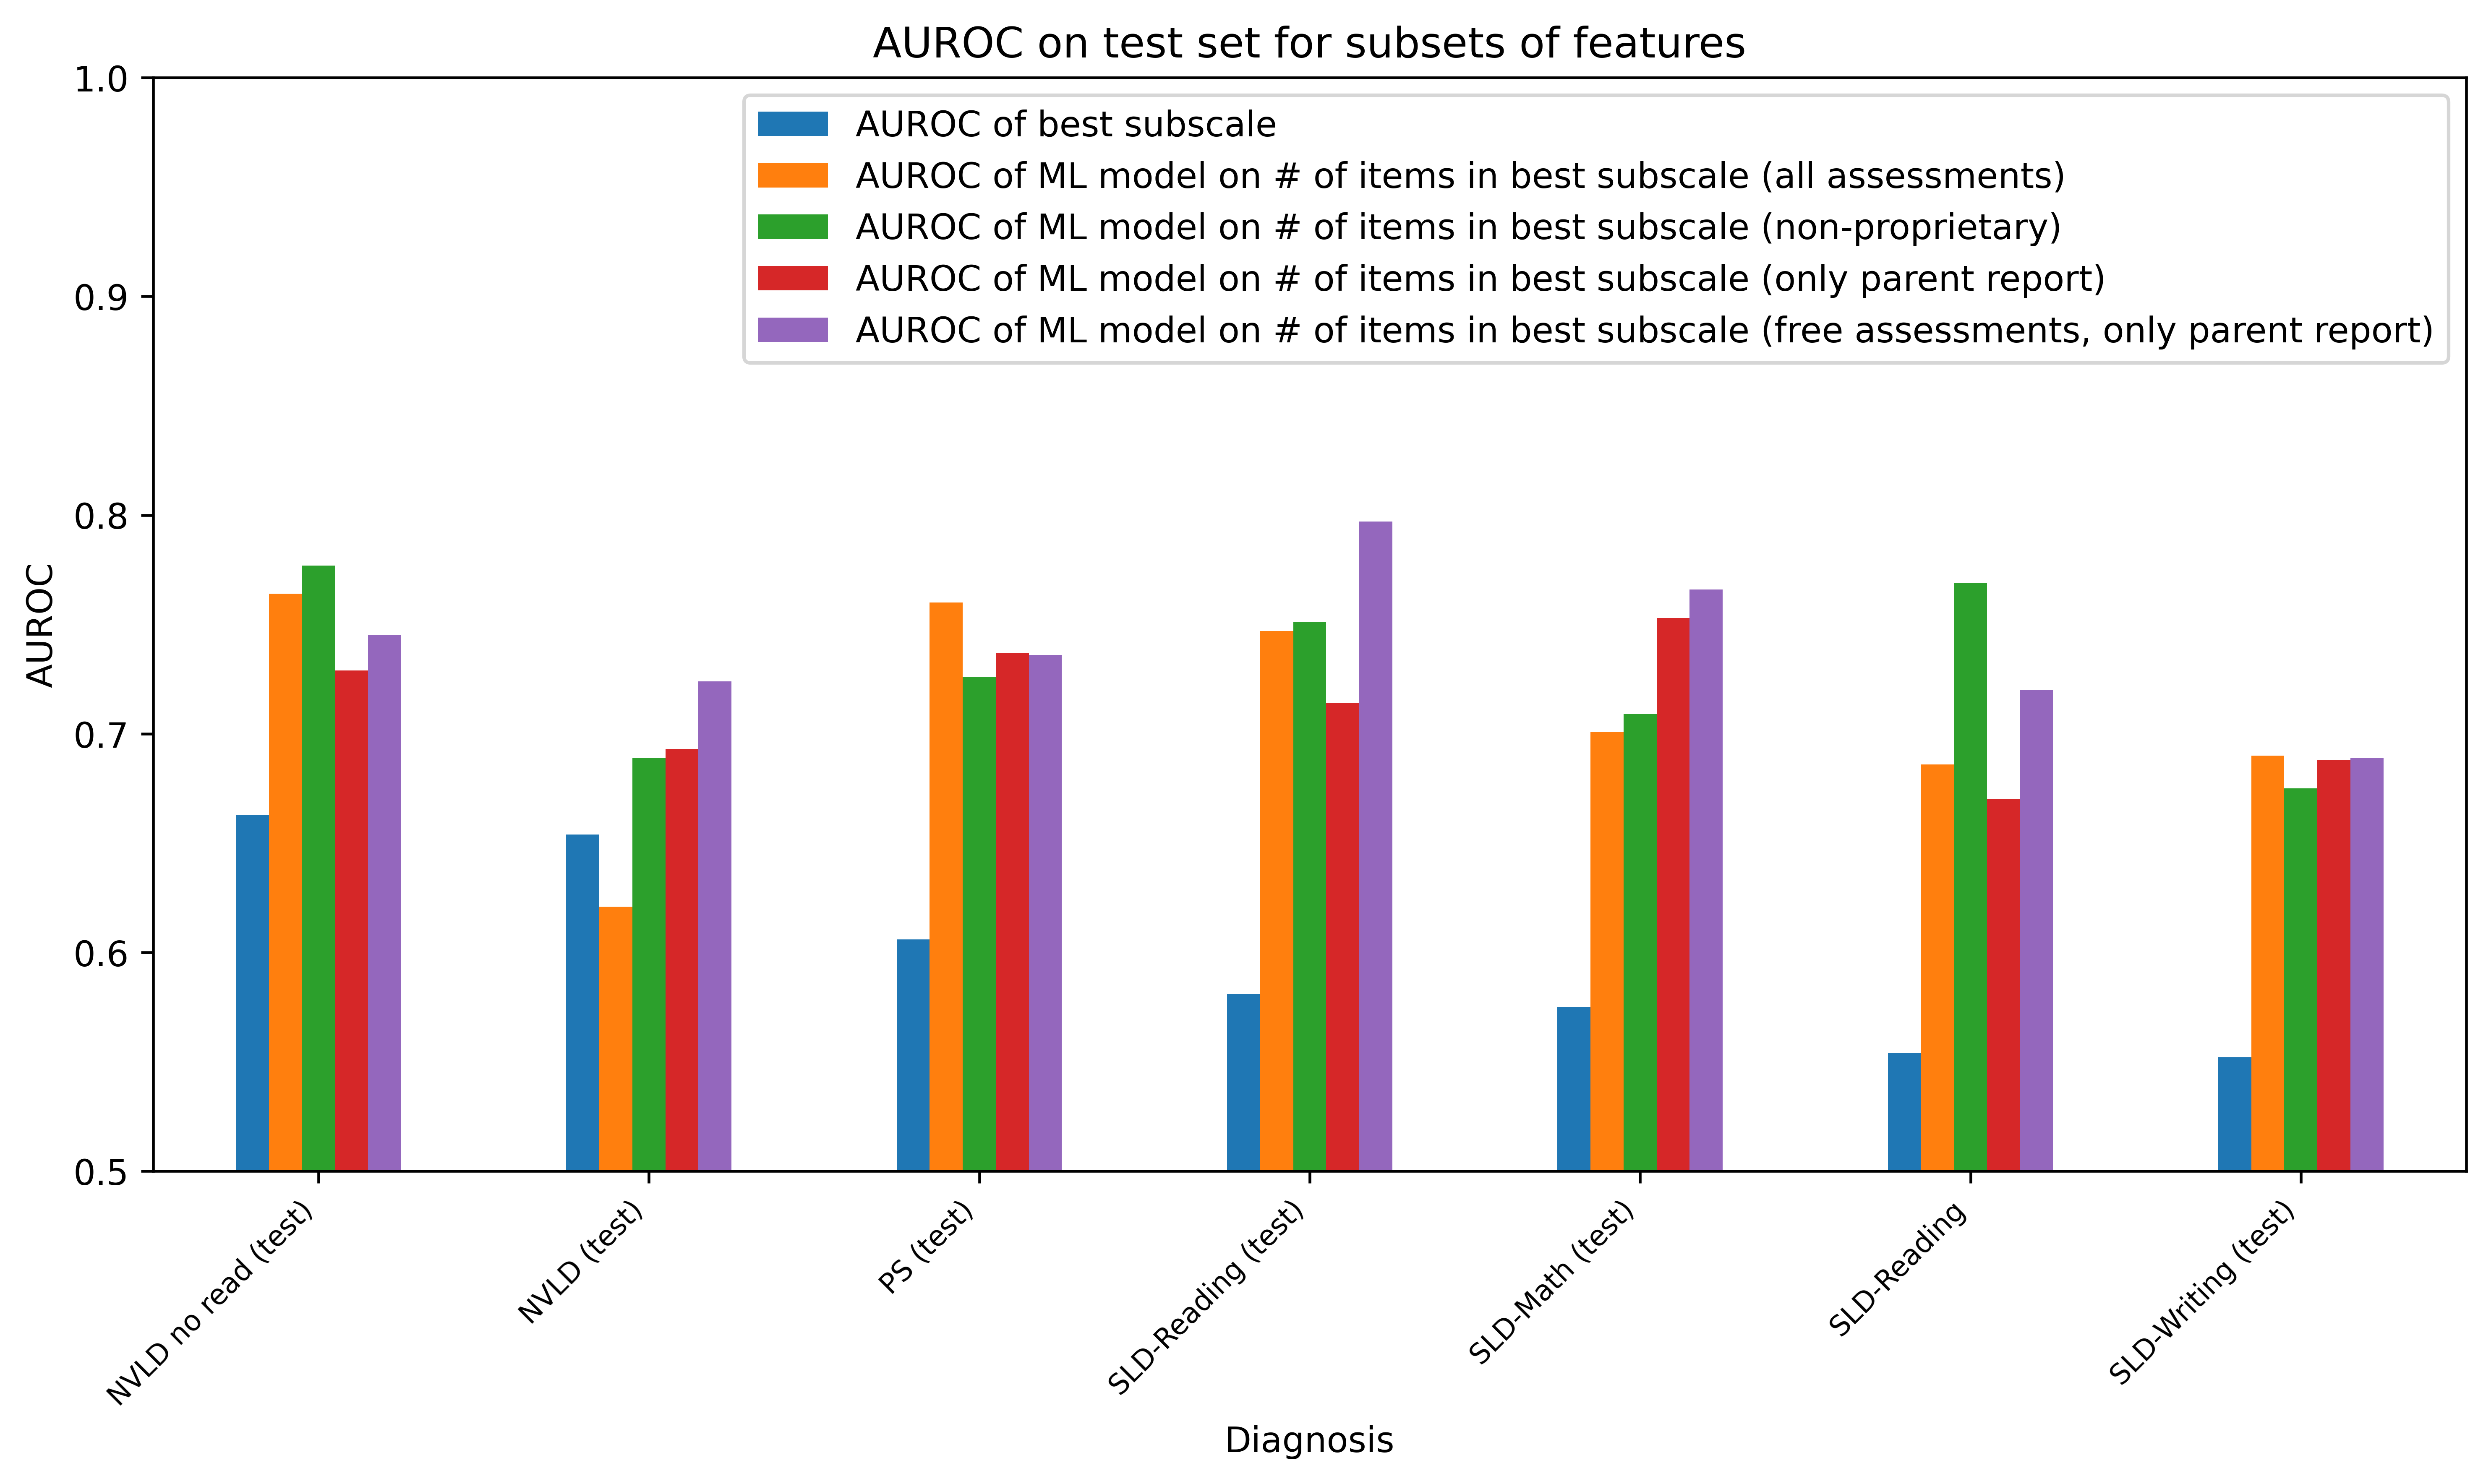 AUROC on test set for subsets of features
1.0
0.9
0.8
0.7
0.6
0.5
AUROC
AUROC of best subscale
AUROC of ML model on # of items in best subscale (all assessments)
AUROC of ML model on # of items in best subscale (non-proprietary)
AUROC of ML model on # of items in best subscale (only parent report)
AUROC of ML model on # of items in best subscale (free assessments, only parent report)
NVLD no read (test)
NVLD (test)
PS (test)
SLD-Reading (test)
SLD-Math (test)
SLD-Reading
SLD-Writing (test)
Diagnosis